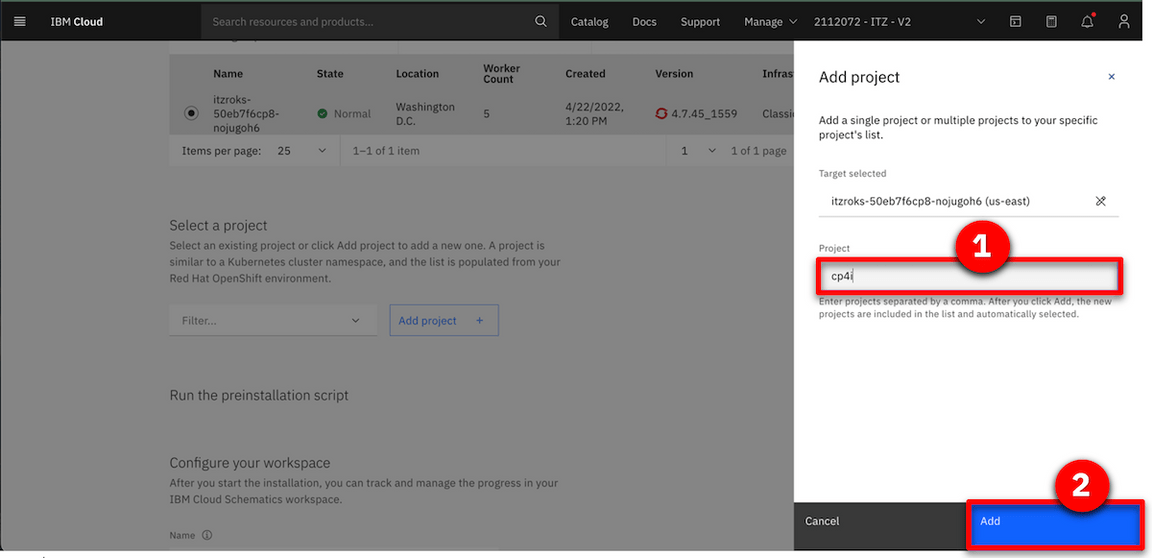 IBM Cloud
Search resources and products...
Catalog Docs Support Manage 2112072 - ITZ - V2
Name State Location Worker Count Created Version Infras
itzroks-50eb7f6cp8-nojugoh6 Normal Washington D.C. 5 4/22/2022, 1:20 PM 4.7.45_1559 Classi
Items per page: 25 1–1 of 1 item 1 1 of 1 page
Select a project
Select an existing project or click Add project to add a new one. A project is
similar to a Kubernetes cluster namespace, and the list is populated from your
Red Hat OpenShift environment.
Filter...
Add project +
Run the preinstallation script
Configure your workspace
After you start the installation, you can track and manage the progress in your
IBM Cloud Schematics workspace.
Name
Add project
Add a single project or multiple projects to your specific
project's list.
Target selected
itzroks-50eb7f6cp8-nojugoh6 (us-east)
Project
1
cp4i
Enter projects separated by a comma. After you click Add, the new
projects are included in the list and automatically selected.
2
Cancel
Add